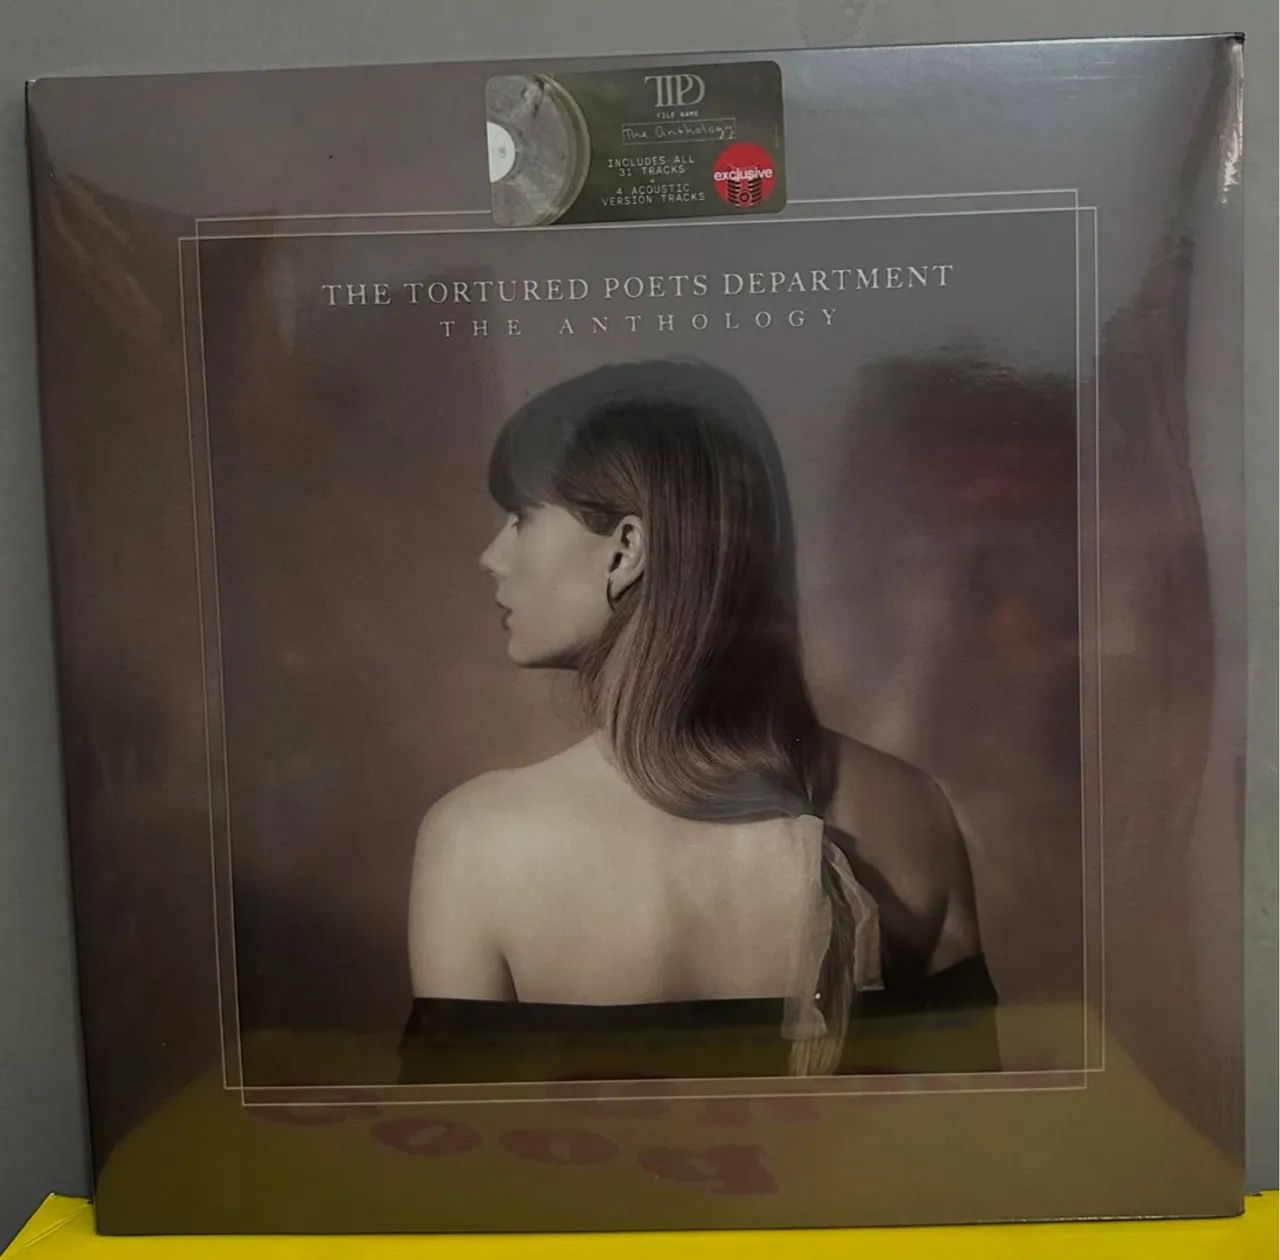 TTPD
FILE NAME
The Anthology
INCLUDES ALL
31 TRACKS
+
4 ACOUSTIC
VERSION TRACKS
exclusive
THE TORTURED POETS DEPARTMENT
THE ANTHOLOGY